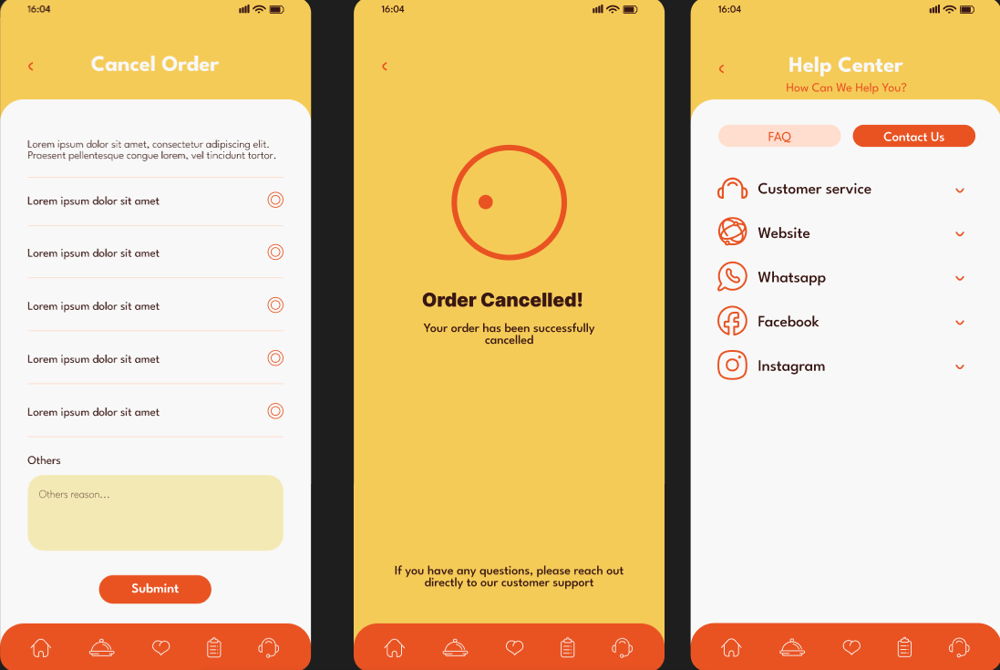 16:04
Cancel Order
Lorem ipsum dolor sit amet, consectetur adipiscing elit.
Praesent pellentesque congue lorem, vel tincidunt tortor.
Lorem ipsum dolor sit amet
Lorem ipsum dolor sit amet
Lorem ipsum dolor sit amet
Lorem ipsum dolor sit amet
Lorem ipsum dolor sit amet
Others
Others reason...
Submint
16:04
Order Cancelled!
Your order has been successfully
cancelled
If you have any questions, please reach out
directly to our customer support
16:04
Help Center
How Can We Help You?
FAQ
Contact Us
Customer service
Website
Whatsapp
Facebook
Instagram